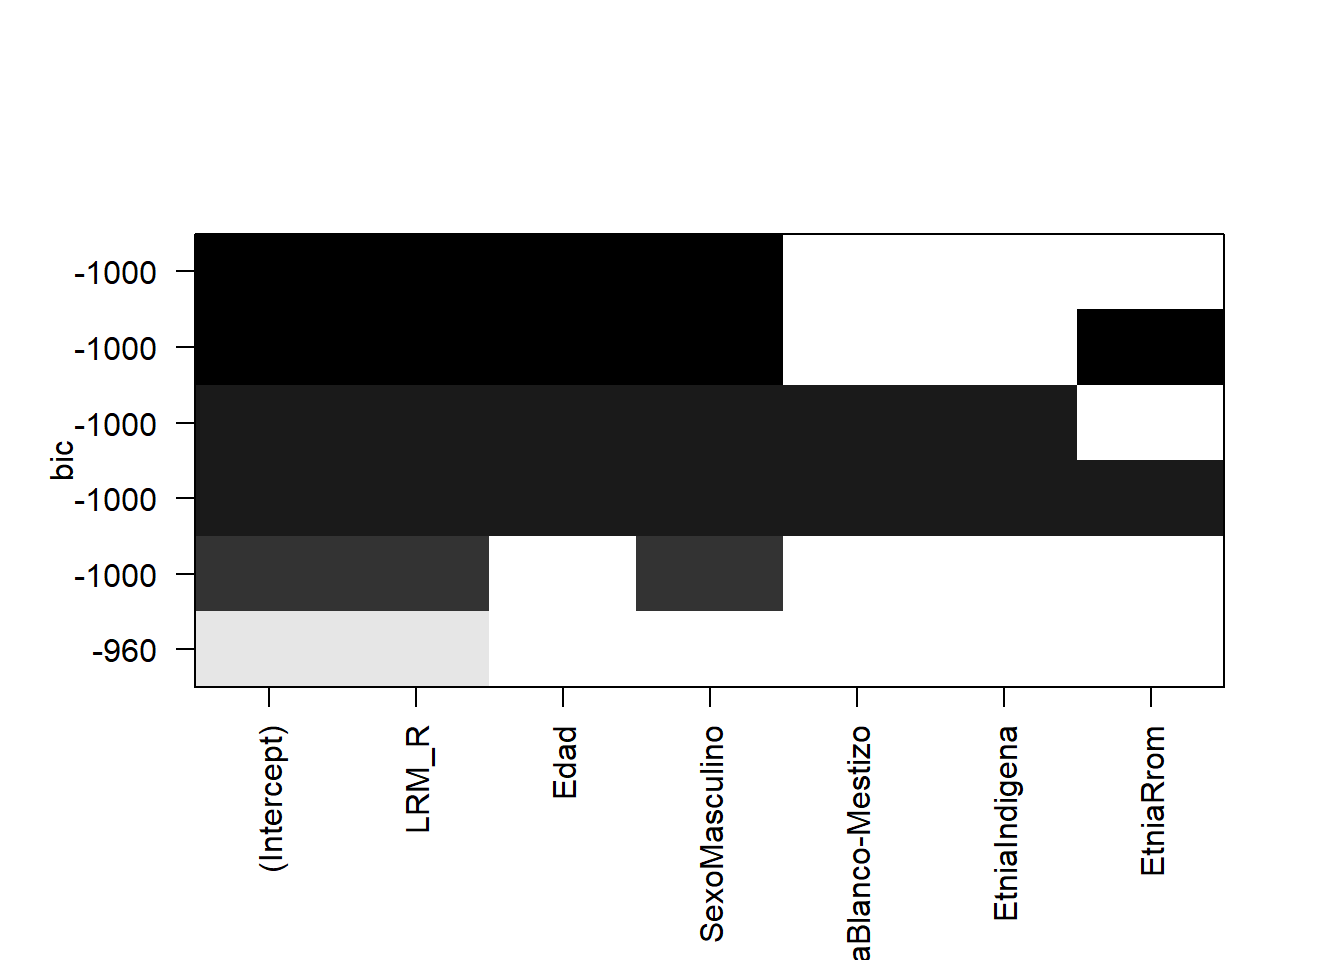 -1000
-1000
-1000
-1000
-1000
-960
bic
(Intercept)
LRM_R
Edad
SexoMasculino
aBlanco-Mestizo
EtniaIndigena
EtniaRrom